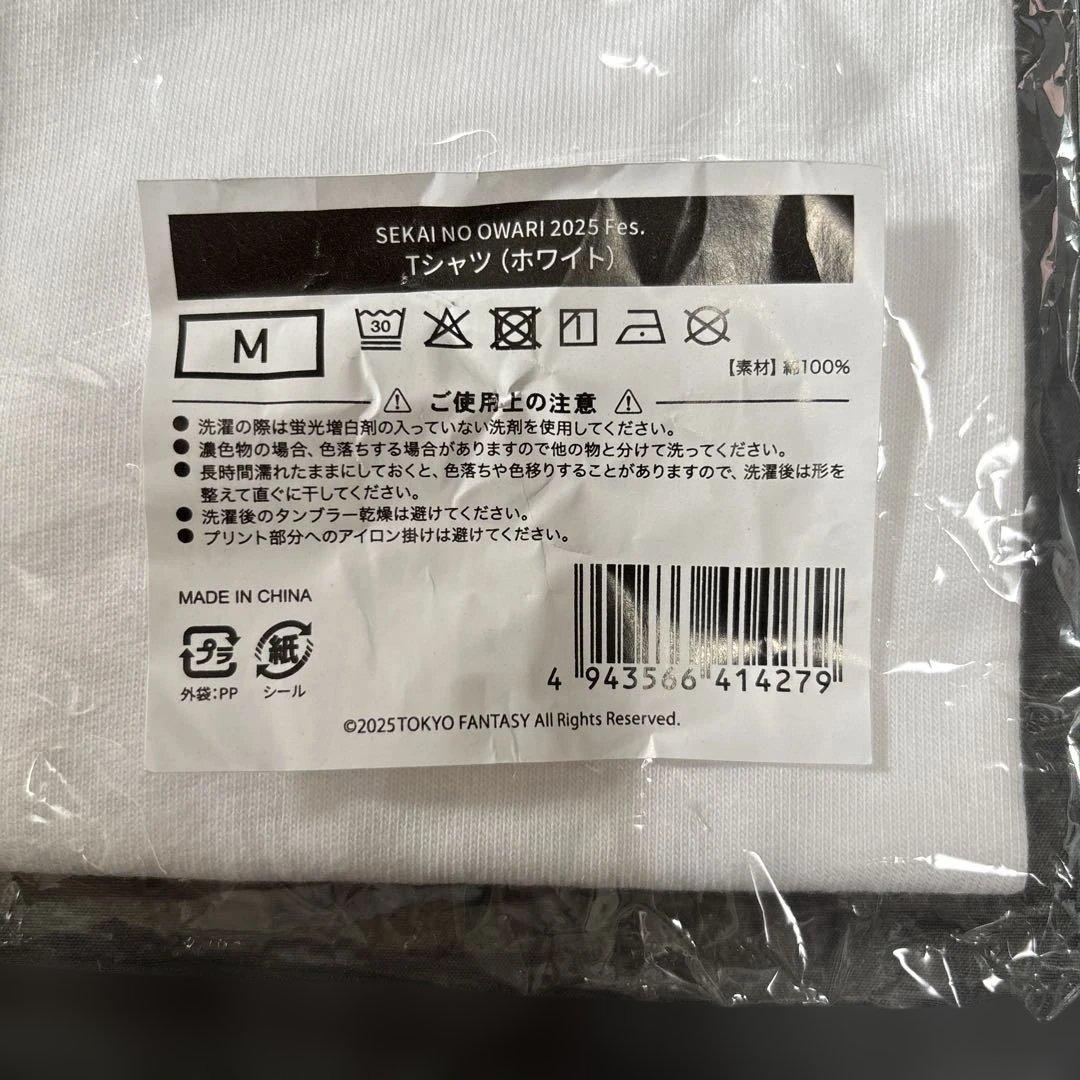 SEKAI NO OWARI 2025 Fes.
Tシャツ (ホワイト)
M
30
【素材】綿100%
ご使用上の注意
● 洗濯の際は蛍光増白剤の入っていない洗剤を使用してください。
● 濃色物の場合、色落ちする場合がありますので他の物と分けて洗ってください。
● 長時間濡れたままにしておくと、色落ちや色移りすることがありますので、洗濯後は形を
整えて直ぐに干してください。
● 洗濯後のタンブラー乾燥は避けてください。
● プリント部分へのアイロン掛けは避けてください。
MADE IN CHINA
プラ 紙
外袋:PP シール
4 943566 414279
©2025TOKYO FANTASY All Rights Reserved.